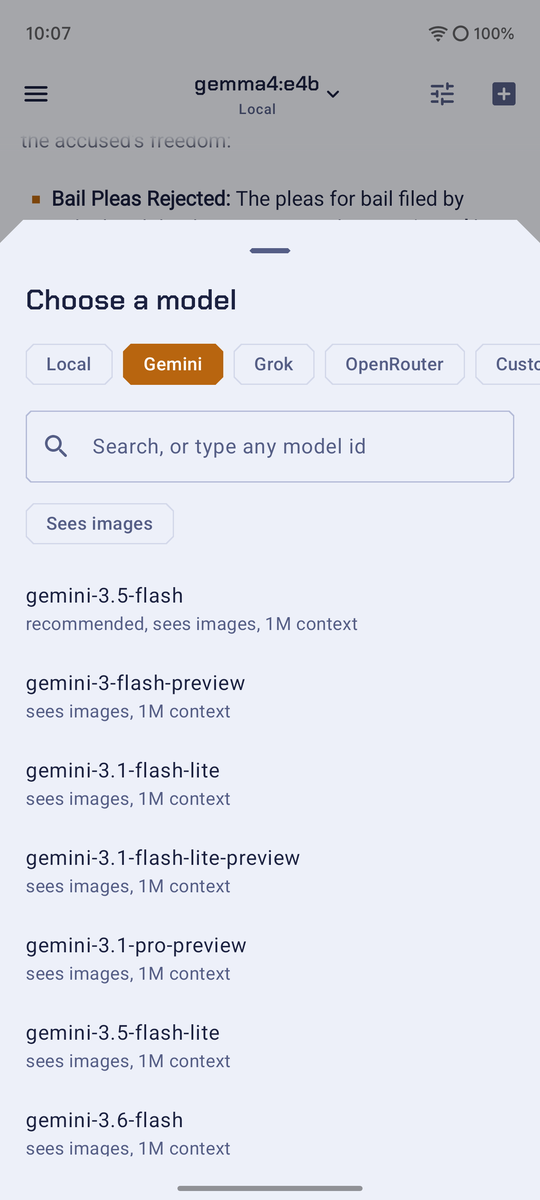 10:07
100%
gemma4:e4b
Local
the accused's freedom:
Bail Pleas Rejected: The pleas for bail filed by
Choose a model
Local
Gemini
Grok
OpenRouter
Custo
Search, or type any model id
Sees images
gemini-3.5-flash
recommended, sees images, 1M context
gemini-3-flash-preview
sees images, 1M context
gemini-3.1-flash-lite
sees images, 1M context
gemini-3.1-flash-lite-preview
sees images, 1M context
gemini-3.1-pro-preview
sees images, 1M context
gemini-3.5-flash-lite
sees images, 1M context
gemini-3.6-flash
sees images, 1M context